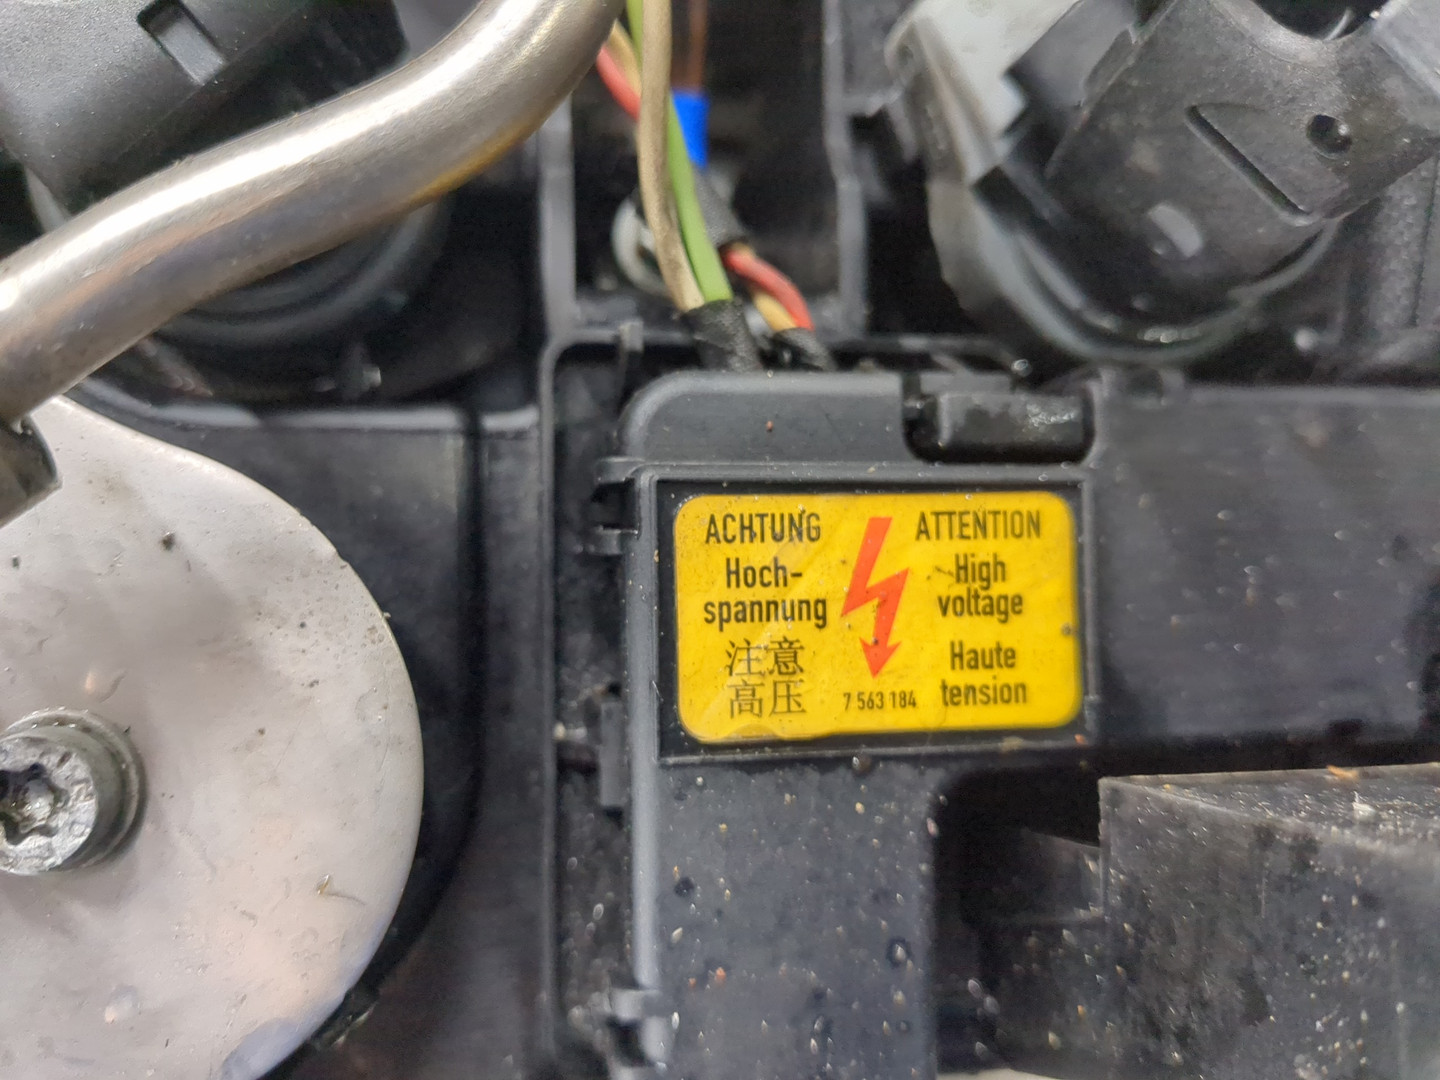 ACHTUNG
Hoch-
spannung
注意
高压
7 563 184
ATTENTION
High
voltage
Haute
tension